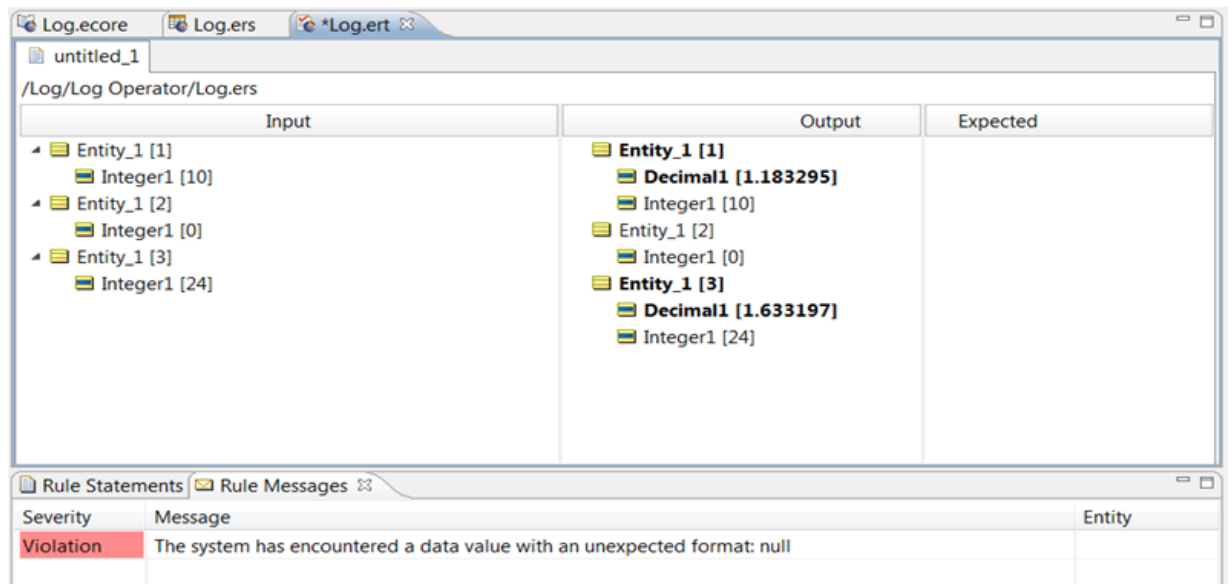 Log.ecore Log.ers *Log.ert
untitled_1
/Log/Log Operator/Log.ers
Input Output Expected
Entity_1 [1] Entity_1 [1]
Integer1 [10] Decimal1 [1.183295]
Entity_1 [2] Integer1 [10]
Integer1 [0] Entity_1 [2]
Entity_1 [3] Integer1 [0]
Integer1 [24] Entity_1 [3]
Decimal1 [1.633197]
Integer1 [24]
Rule Statements Rule Messages
Severity Message Entity
Violation The system has encountered a data value with an unexpected format: null